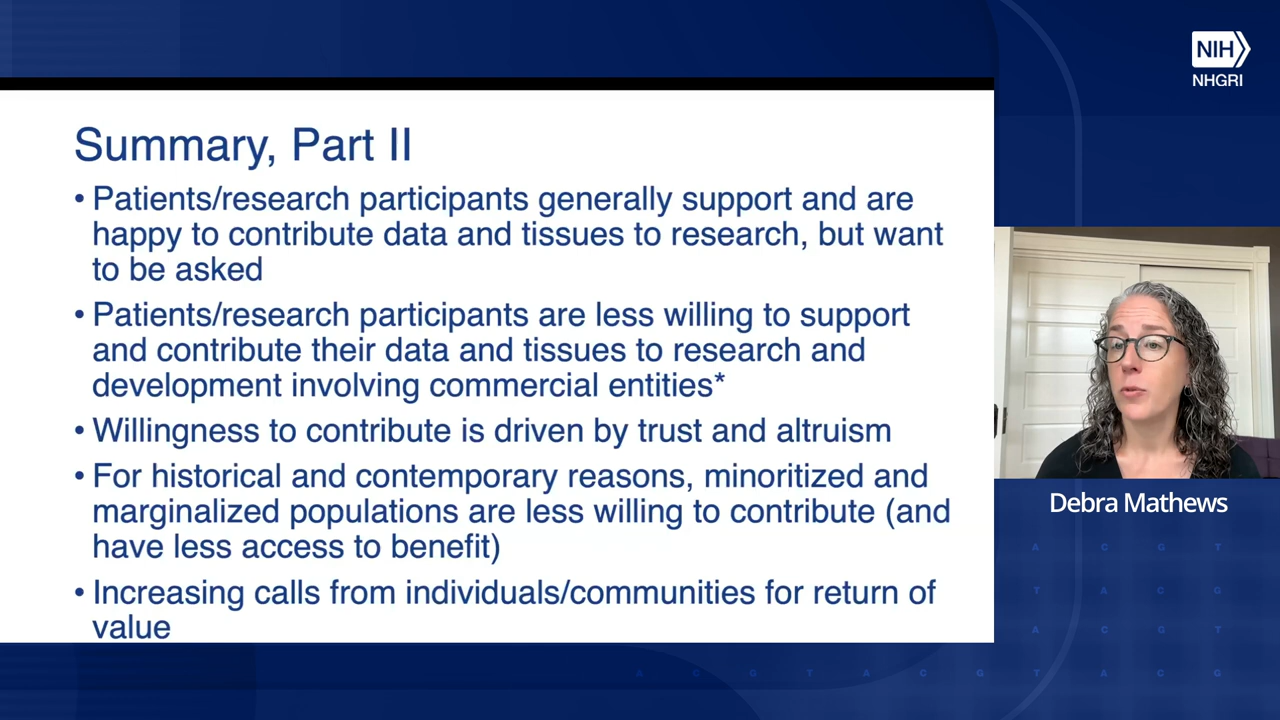 NIH
NHGRI
Summary, Part II
• Patients/research participants generally support and are
happy to contribute data and tissues to research, but want
to be asked
• Patients/research participants are less willing to support
and contribute their data and tissues to research and
development involving commercial entities*
• Willingness to contribute is driven by trust and altruism
• For historical and contemporary reasons, minoritized and
marginalized populations are less willing to contribute (and
have less access to benefit)
• Increasing calls from individuals/communities for return of
value
Debra Mathews
A C G T
T A C G
A C G T
A C G T A C G T A C G